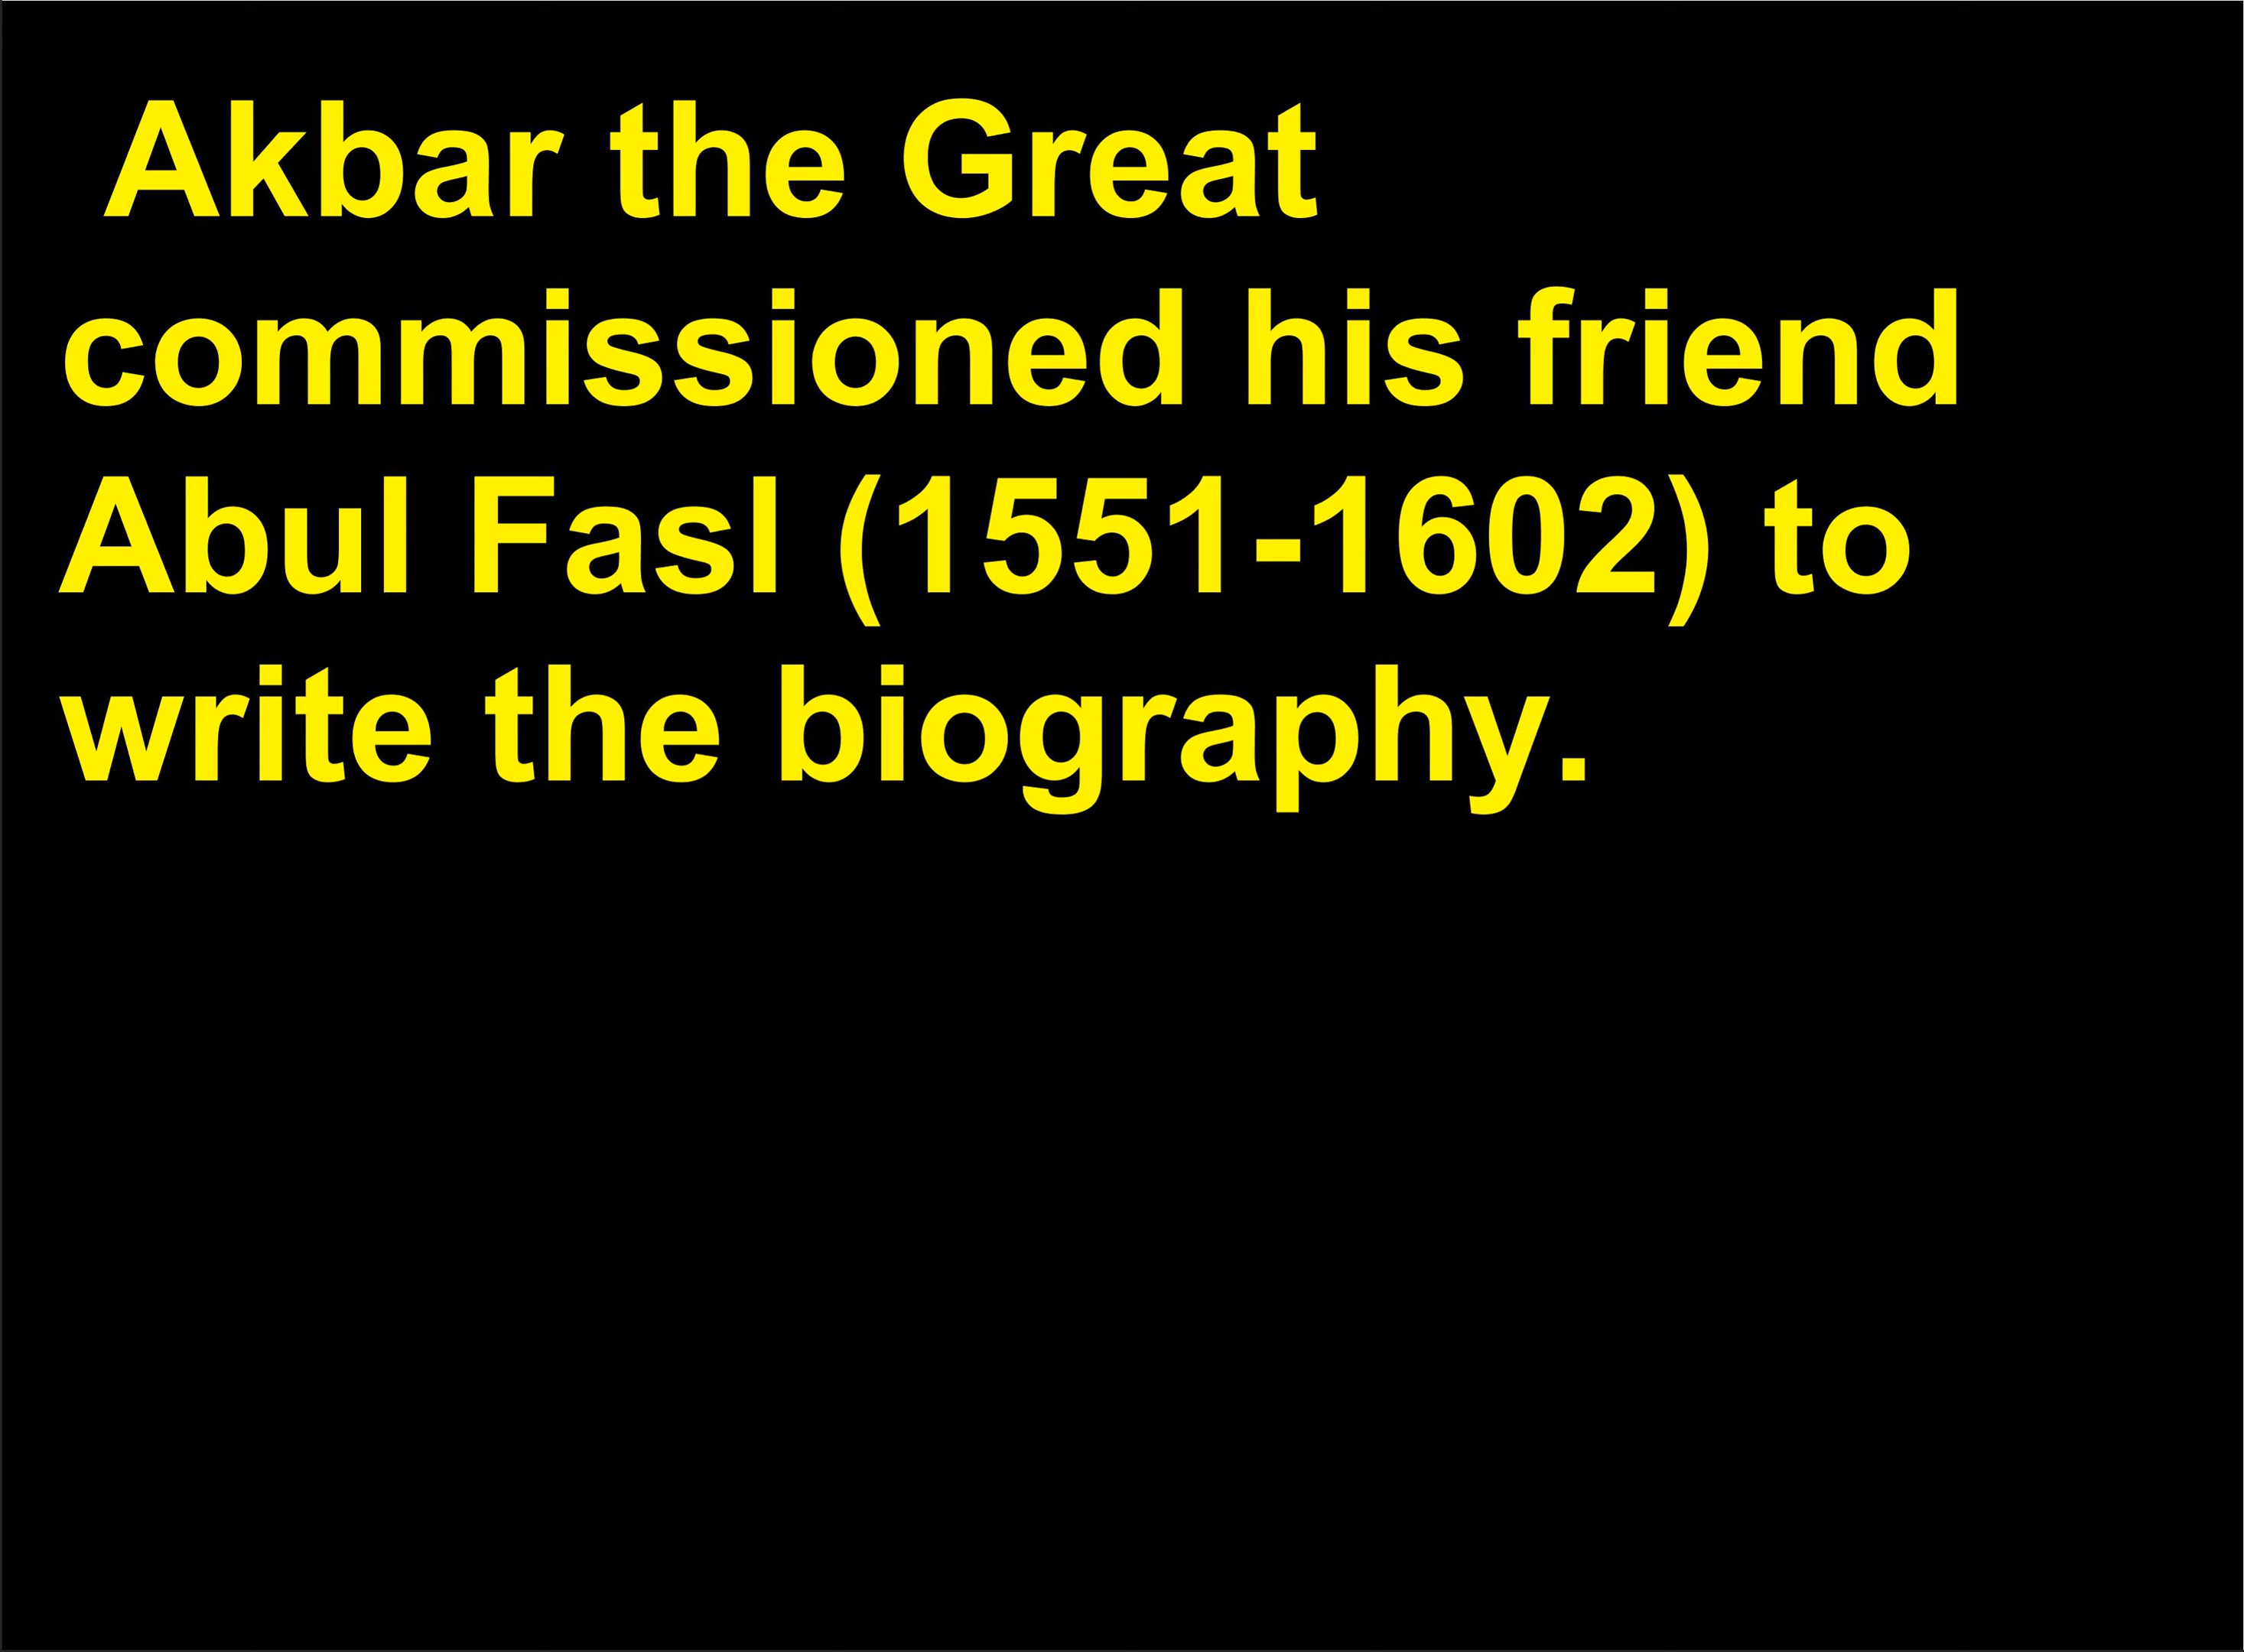 Akbar the Great
commissioned his friend
Abul Fasl (1551-1602) to
write the biography.